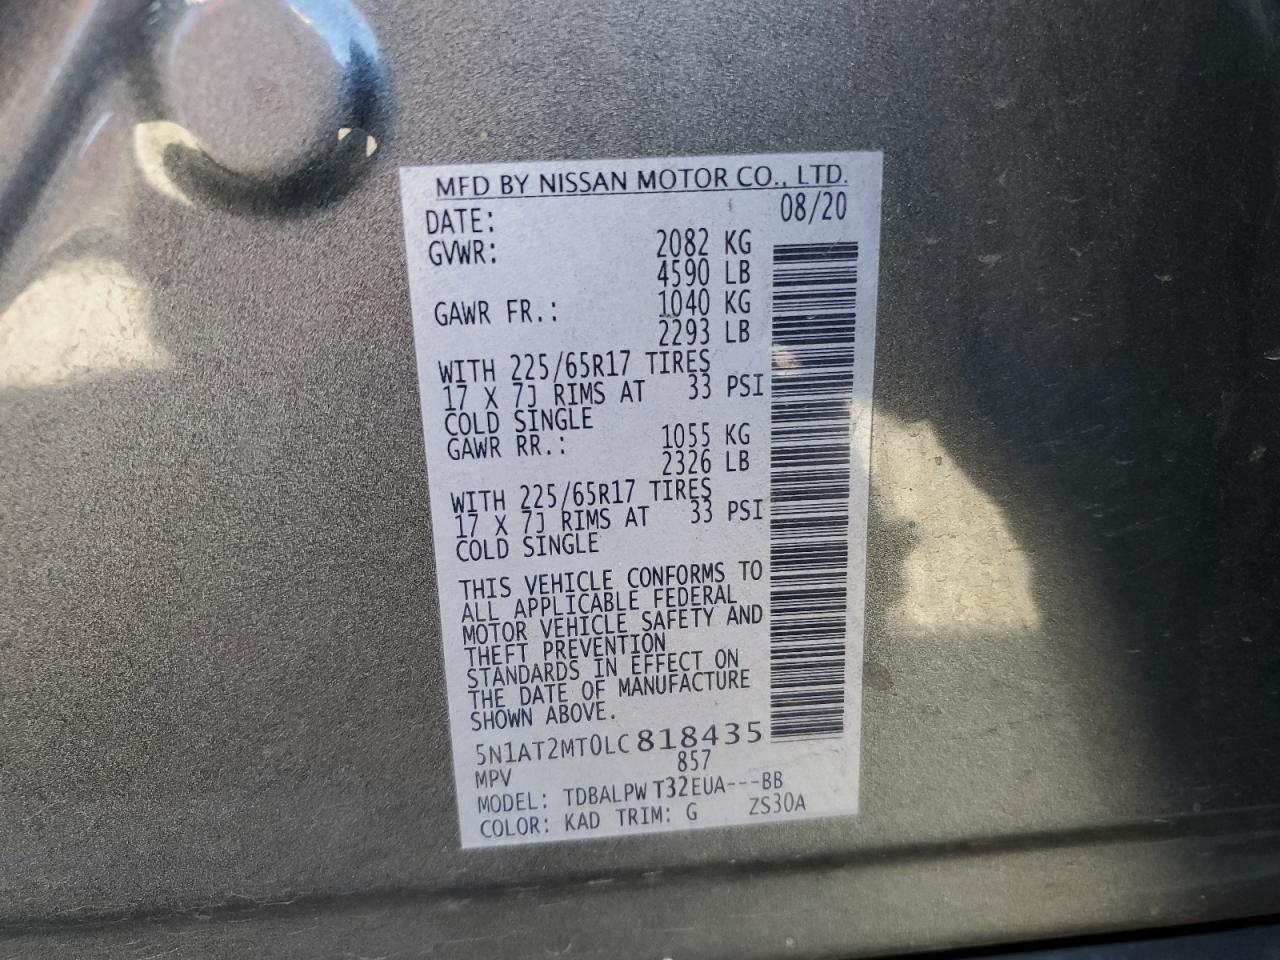 MFD BY NISSAN MOTOR CO., LTD.
DATE: 08/20
GVWR: 2082 KG
4590 LB
GAWR FR.: 1040 KG
2293 LB
WITH 225/65R17 TIRES
17 X 7J RIMS AT 33 PSI
COLD SINGLE
GAWR RR.: 1055 KG
2326 LB
WITH 225/65R17 TIRES
17 X 7J RIMS AT 33 PSI
COLD SINGLE
THIS VEHICLE CONFORMS TO
ALL APPLICABLE FEDERAL
MOTOR VEHICLE SAFETY AND
THEFT PREVENTION
STANDARDS IN EFFECT ON
THE DATE OF MANUFACTURE
SHOWN ABOVE.
5N1AT2MT0LC818435
MPV 857
MODEL: TDBALPW T32EUA---BB
COLOR: KAD TRIM: G ZS30A